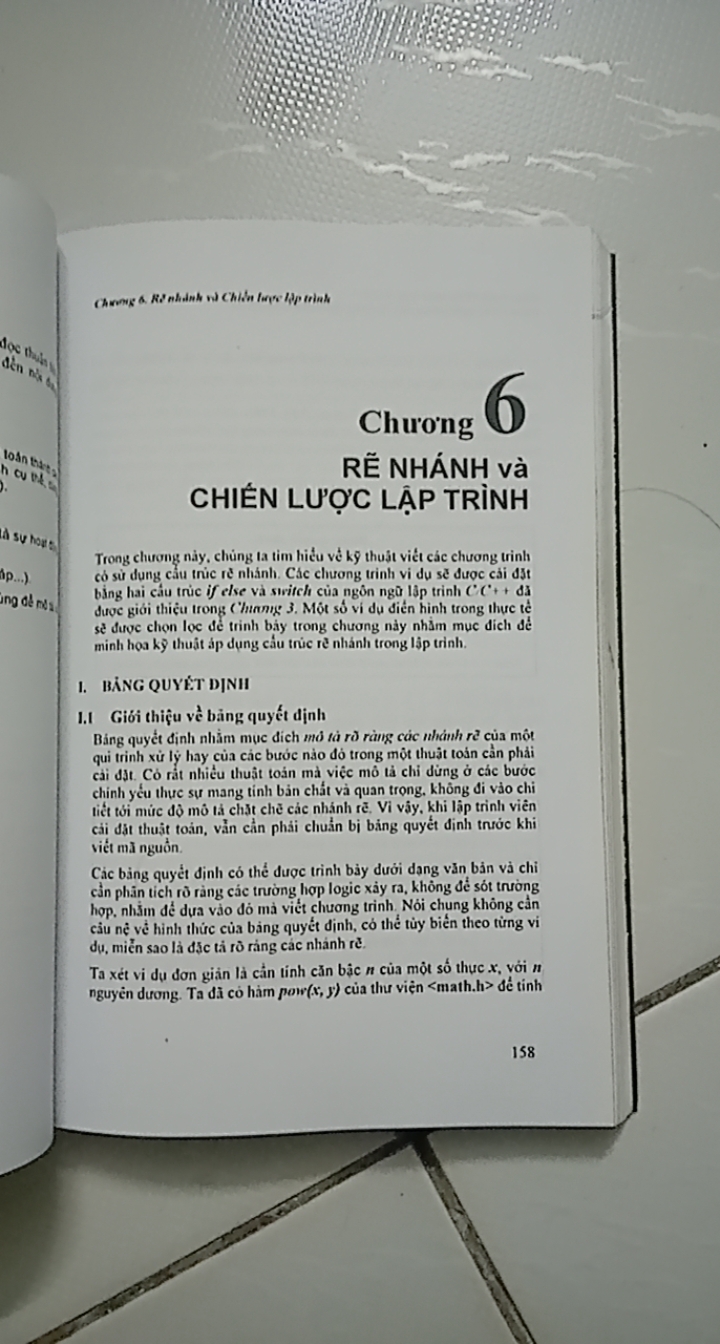 đọc thuần
đến nội
toán
h cụ thể,
).
là sự hoạt
áp...).
ùng để mô
Chương 6. Rẽ nhánh và Chiến lược lập trình
Chương 6
RẼ NHÁNH và
CHIẾN LƯỢC LẬP TRÌNH
Trong chương này, chúng ta tìm hiểu về kỹ thuật viết các chương trình
có sử dụng cấu trúc rẽ nhánh. Các chương trình ví dụ sẽ được cài đặt
bằng hai cấu trúc if else và switch của ngôn ngữ lập trình C/C++ đã
được giới thiệu trong Chương 3. Một số ví dụ điển hình trong thực tế
sẽ được chọn lọc để trình bày trong chương này nhằm mục đích để
minh họa kỹ thuật áp dụng cấu trúc rẽ nhánh trong lập trình.
I. BẢNG QUYẾT ĐỊNH
I.1 Giới thiệu về bảng quyết định
Bảng quyết định nhằm mục đích mô tả rõ ràng các nhánh rẽ của một
qui trình xử lý hay của các bước nào đó trong một thuật toán cần phải
cài đặt. Có rất nhiều thuật toán mà việc mô tả chỉ dừng ở các bước
chính yếu thực sự mang tính bản chất và quan trọng, không đi vào chi
tiết tới mức độ mô tả chặt chẽ các nhánh rẽ. Vì vậy, khi lập trình viên
cài đặt thuật toán, vẫn cần phải chuẩn bị bảng quyết định trước khi
viết mã nguồn.
Các bảng quyết định có thể được trình bày dưới dạng văn bản và chỉ
cần phân tích rõ ràng các trường hợp logic xảy ra, không để sót trường
hợp, nhằm để dựa vào đó mà viết chương trình. Nói chung không cần
câu nệ về hình thức của bảng quyết định, có thể tùy biến theo từng ví
dụ, miễn sao là đặc tả rõ ràng các nhánh rẽ.
Ta xét ví dụ đơn giản là cần tính căn bậc n của một số thực x, với n
nguyên dương. Ta đã có hàm pow(x, y) của thư viện <math.h> để tính
158